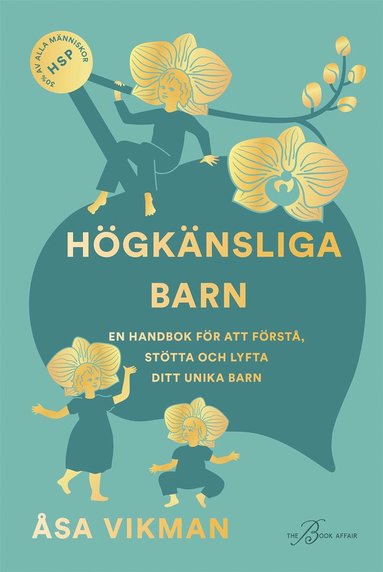 30% AV ALLA MÄNNISKOR
HSP
HÖGKÄNSLIGA
BARN
EN HANDBOK FÖR ATT FÖRSTÅ,
STÖTTA OCH LYFTA
DITT UNIKA BARN
ÅSA VIKMAN
THE BOOK AFFAIR